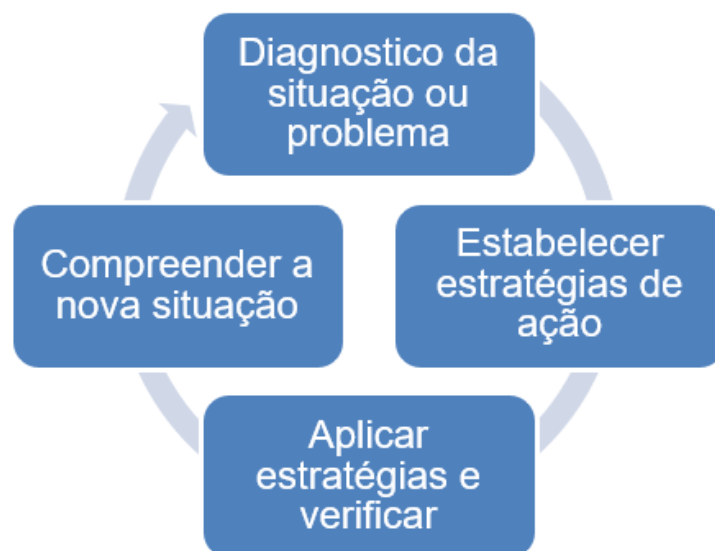 Diagnostico da
situação ou
problema
Estabelecer
estratégias de
ação
Aplicar
estratégias e
verificar
Compreender a
nova situação